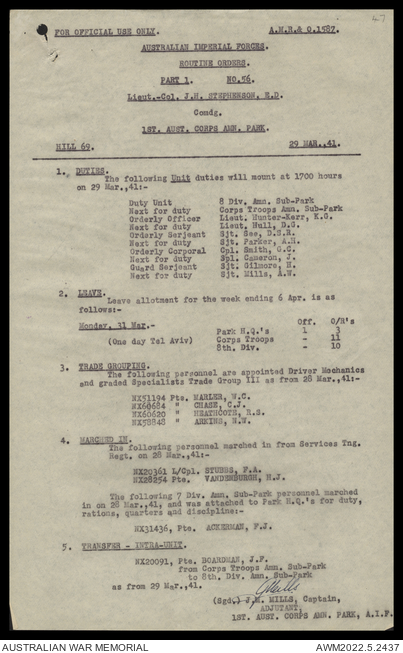 47
FOR OFFICIAL USE ONLY. A.M.R.& O.1587.
AUSTRALIAN IMPERIAL FORCES.
ROUTINE ORDERS.
PART 1. NO.56.
Lieut.-Col. J.H. STEPHENSON, E.D.
Comdg.
1ST. AUST. CORPS AMN. PARK.
HILL 69. 29 MAR.,41.
1. DUTIES.
The following Unit duties will mount at 1700 hours
on 29 Mar.,41:-
Duty Unit 8 Div. Amn. Sub-Park
Next for duty Corps Troops Amn. Sub-Park
Orderly Officer Lieut. Hunter-Kerr, K.G.
Next for duty Lieut. Hull, D.G.
Orderly Serjeant Sjt. See, D.S.R.
Next for duty Sjt. Parker, A.H.
Orderly Corporal Cpl. Smith, G.C.
Next for duty Cpl. Cameron, J.
Guard Serjeant Sjt. Gilmore, H.
Next for duty Sjt. Mills, A.W.
2. LEAVE.
Leave allotment for the week ending 6 Apr. is as
follows:-
Off. O/R's
Monday, 31 Mar.- Park H.Q.'s 1 3
(One day Tel Aviv) Corps Troops - 11
8th. Div. - 10
3. TRADE GROUPING.
The following personnel are appointed Driver Mechanics
and graded Specialists Trade Group III as from 28 Mar.,41:-
NX51194 Pte. MARLER, W.C.
NX60684 " CHASE, C.J.
NX60620 " HEATHCOTH, R.S.
NX58848 " ANNING, N.W.
4. MARCHED IN.
The following personnel marched in from Services Tng.
Regt. on 28 Mar.,41:-
NX20361 L/Cpl. STUBBS, F.A.
NX28254 Pte. VANDENBURGH, H.J.
The following 7 Div. Amn. Sub-Park personnel marched
in on 28 Mar.,41, and was attached to Park H.Q.'s for duty,
rations, quarters and discipline:-
NX31436, Pte. ACKERMAN, F.J.
5. TRANSFER - INTRA-UNIT.
NX20091, Pte. BOARDMAN, J.F.
from Corps Troops Amn. Sub-Park
to 8th. Div. Amn. Sub-Park
as from 29 Mar.,41.
(Sgd.) J.M. MILLS, Captain,
ADJUTANT,
1ST. AUST. CORPS AMN. PARK, A.I.F.
AUSTRALIAN WAR MEMORIAL AWM2022.5.2437